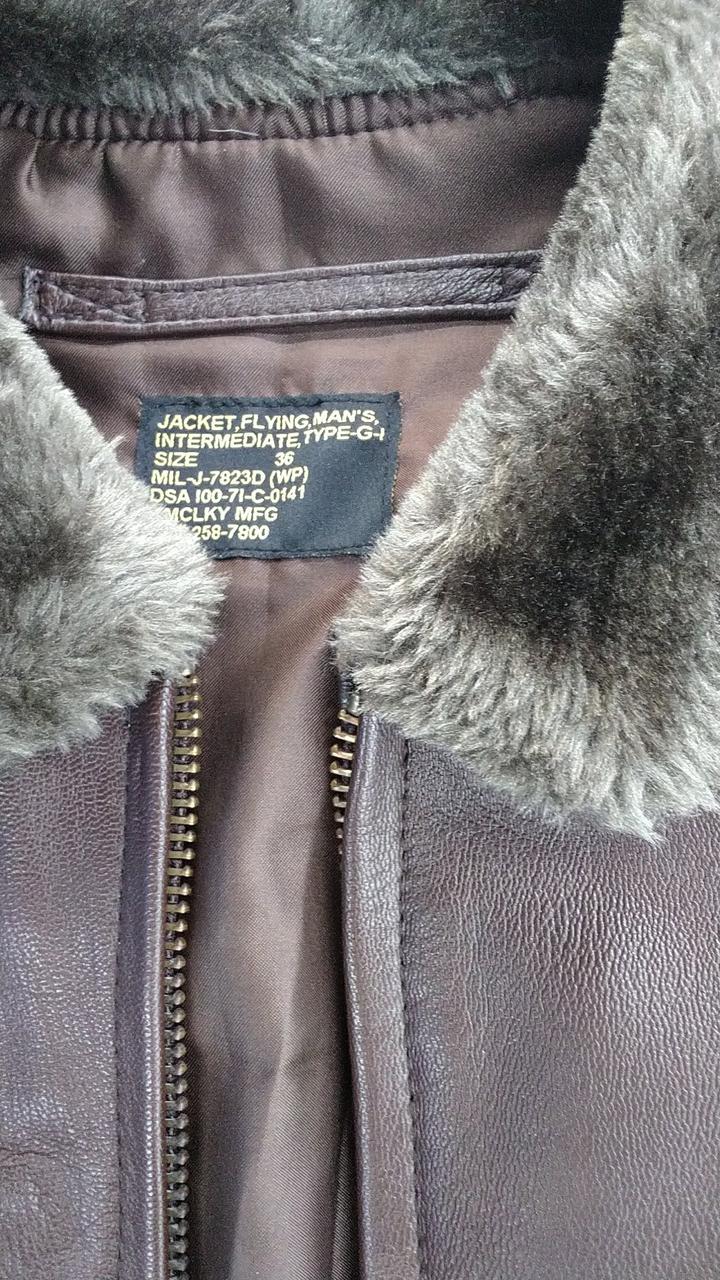 JACKET,FLYING,MAN'S,
INTERMEDIATE,TYPE-G-I
SIZE 36
MIL-J-7823D (WP)
DSA I00-7I-C-0141
MCLKY MFG
258-7800